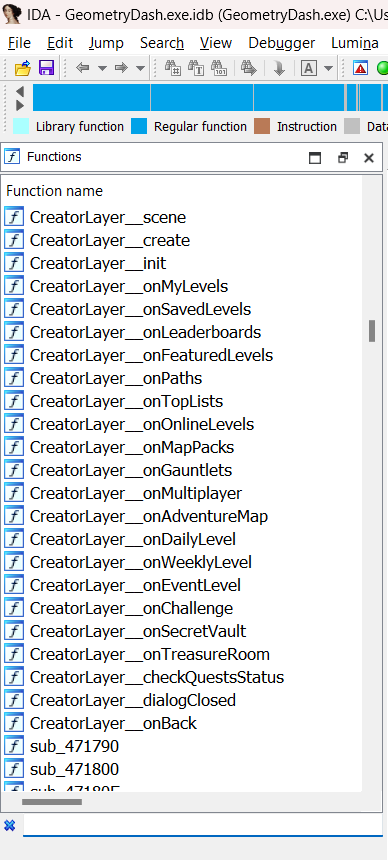 IDA - GeometryDash.exe.idb (GeometryDash.exe) C:\Us
File Edit Jump Search View Debugger Lumina
Library function Regular function Instruction Data
Functions
Function name
CreatorLayer__scene
CreatorLayer__create
CreatorLayer__init
CreatorLayer__onMyLevels
CreatorLayer__onSavedLevels
CreatorLayer__onLeaderboards
CreatorLayer__onFeaturedLevels
CreatorLayer__onPaths
CreatorLayer__onTopLists
CreatorLayer__onOnlineLevels
CreatorLayer__onMapPacks
CreatorLayer__onGauntlets
CreatorLayer__onMultiplayer
CreatorLayer__onAdventureMap
CreatorLayer__onDailyLevel
CreatorLayer__onWeeklyLevel
CreatorLayer__onEventLevel
CreatorLayer__onChallenge
CreatorLayer__onSecretVault
CreatorLayer__onTreasureRoom
CreatorLayer__checkQuestsStatus
CreatorLayer__dialogClosed
CreatorLayer__onBack
sub_471790
sub_471800